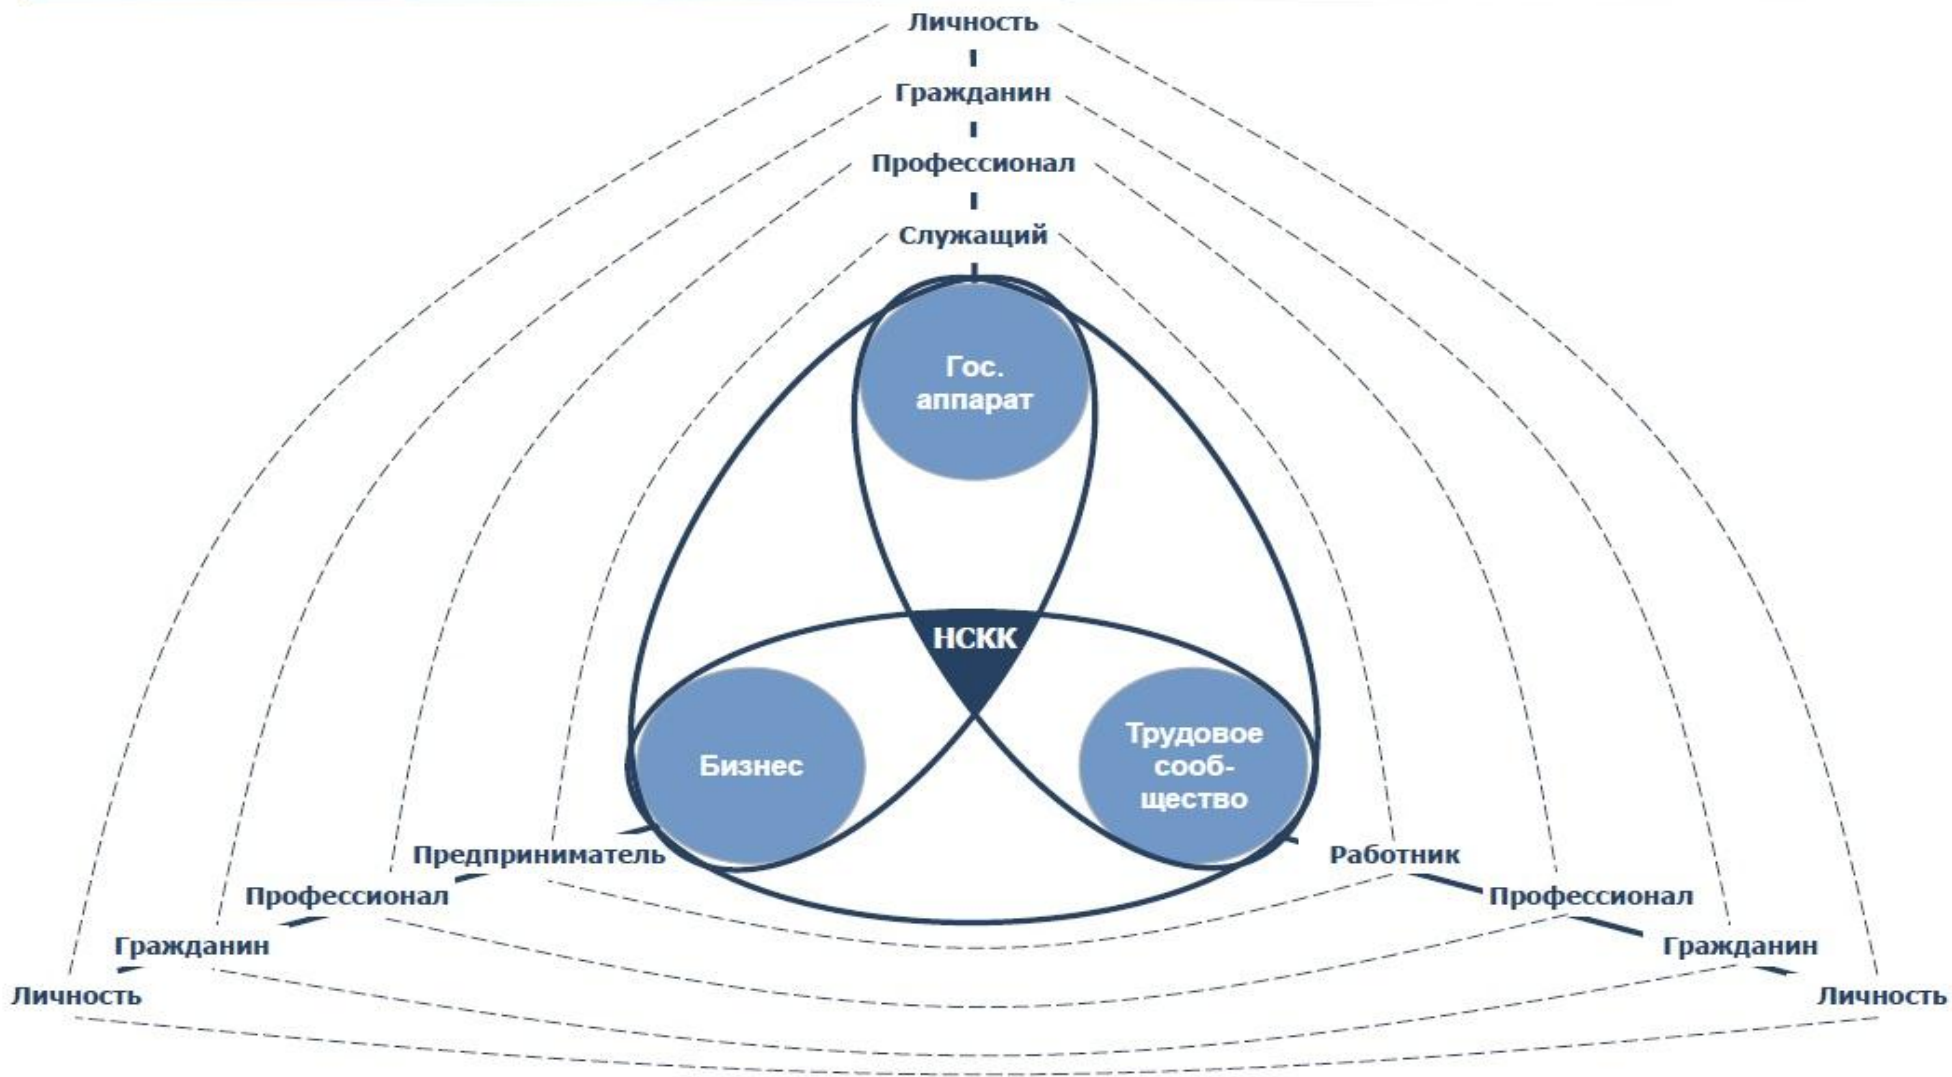 Личность
Гражданин
Профессионал
Служащий
Гос.
аппарат
НСКК
Бизнес
Трудовое
сооб-
щество
Предприниматель
Работник
Профессионал
Профессионал
Гражданин
Гражданин
Личность
Личность